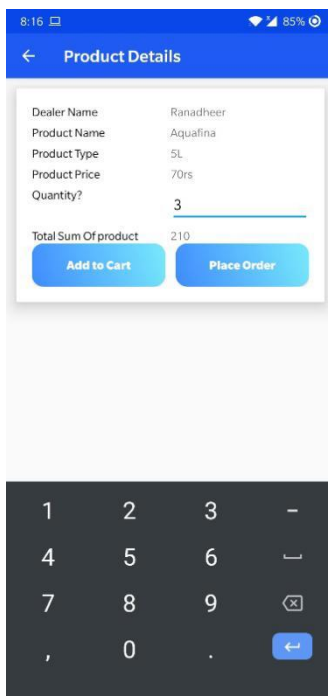 8:16 85%
Product Details
Dealer Name Ranadheer
Product Name Aquafina
Product Type 5L
Product Price 70rs
Quantity? 3
Total Sum Of product 210
Add to Cart Place Order
1 2 3 -
4 5 6
7 8 9
, 0 .